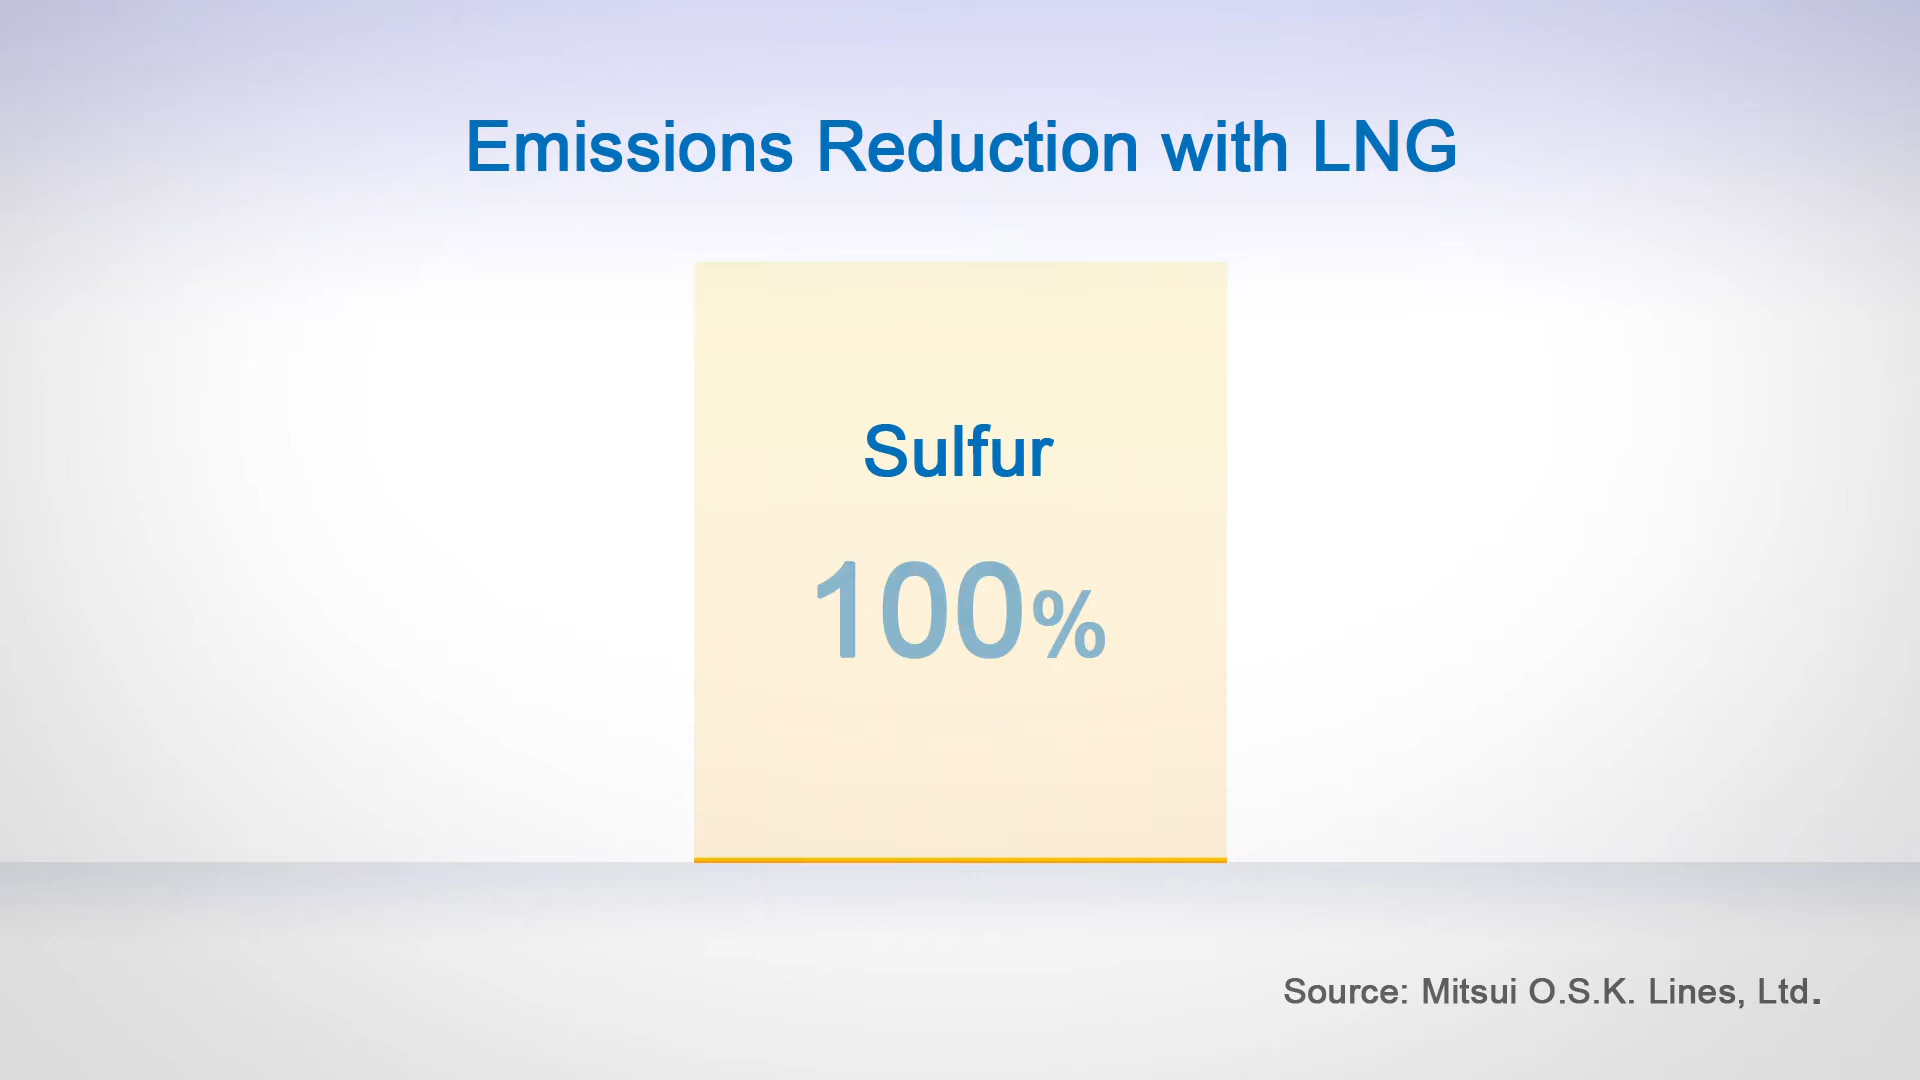 Emissions Reduction with LNG
Sulfur
100%
Source: Mitsui O.S.K. Lines, Ltd.